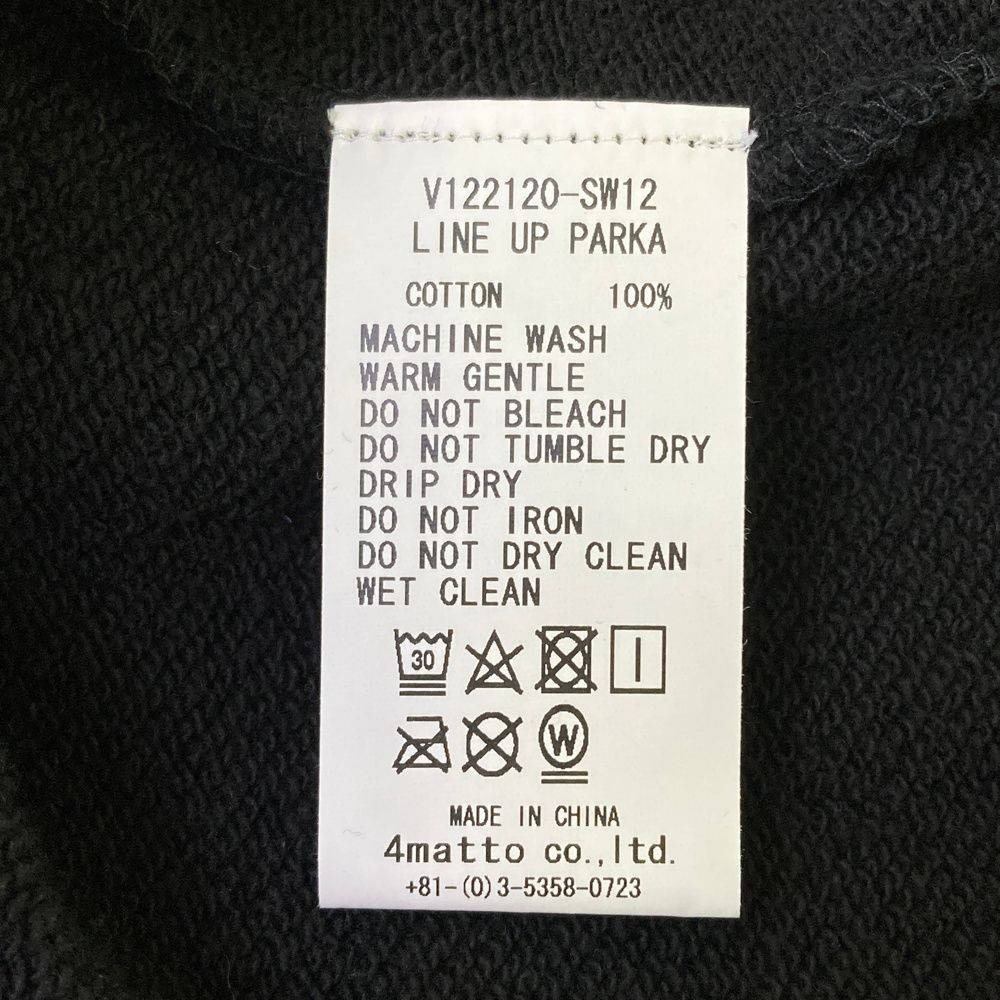 V122120-SW12
LINE UP PARKA
COTTON 100%
MACHINE WASH
WARM GENTLE
DO NOT BLEACH
DO NOT TUMBLE DRY
DRIP DRY
DO NOT IRON
DO NOT DRY CLEAN
WET CLEAN
30
W
MADE IN CHINA
4matto co.,ltd.
+81-(0)3-5358-0723